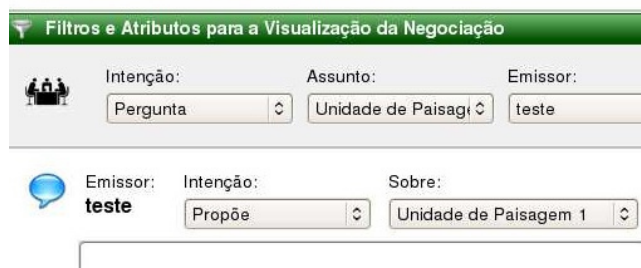 Filtros e Atributos para a Visualização da Negociação
Intenção: Assunto: Emissor:
Pergunta Unidade de Paisage teste
Emissor: Intenção: Sobre:
teste Propõe Unidade de Paisagem 1